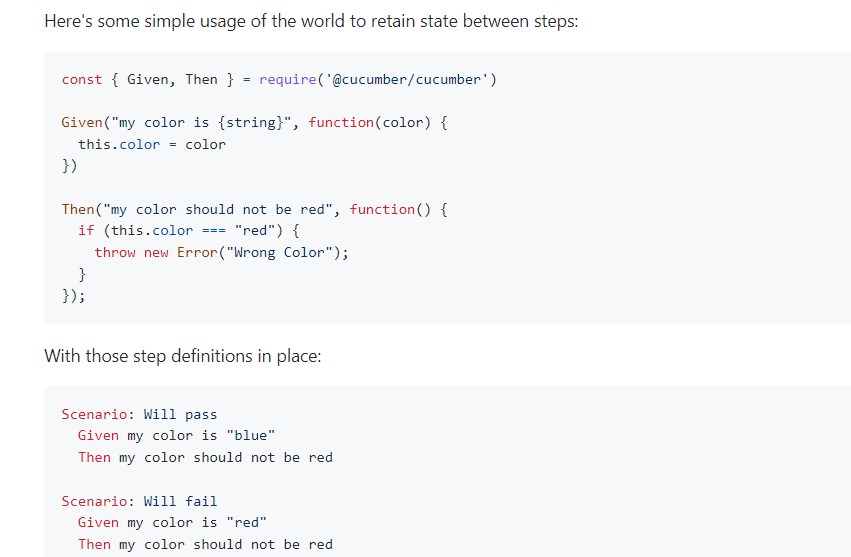 Here's some simple usage of the world to retain state between steps:
const { Given, Then } = require('@cucumber/cucumber')
Given("my color is {string}", function(color) {
  this.color = color
})
Then("my color should not be red", function() {
  if (this.color === "red") {
    throw new Error("Wrong Color");
  }
});
With those step definitions in place:
Scenario: Will pass
  Given my color is "blue"
  Then my color should not be red
Scenario: Will fail
  Given my color is "red"
  Then my color should not be red